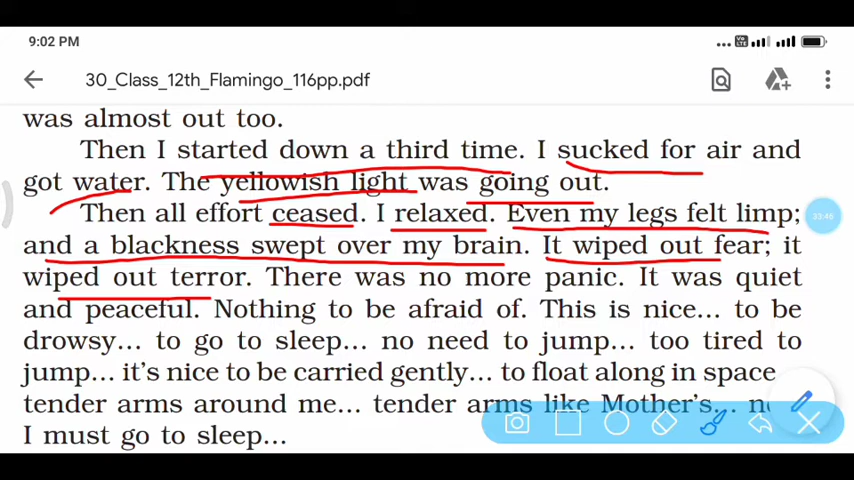 9:02 PM
30_Class_12th_Flamingo_116pp.pdf
was almost out too.
Then I started down a third time. I sucked for air and
got water. The yellowish light was going out.
Then all effort ceased. I relaxed. Even my legs felt limp;
33:46
and a blackness swept over my brain. It wiped out fear; it
wiped out terror. There was no more panic. It was quiet
and peaceful. Nothing to be afraid of. This is nice... to be
drowsy... to go to sleep... no need to jump... too tired to
jump... it's nice to be carried gently... to float along in space
tender arms around me... tender arms like Mother's...
I must go to sleep...